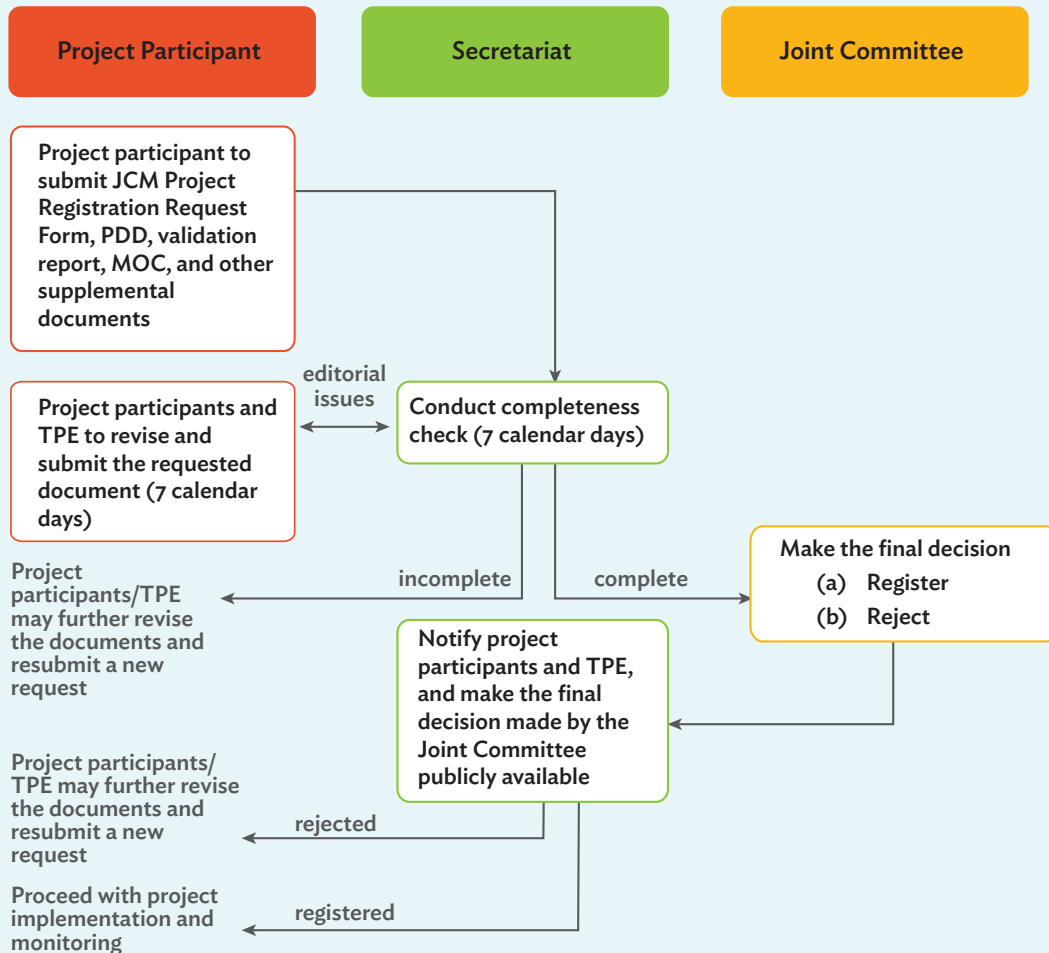 Project Participant
Secretariat
Joint Committee
Project participant to
submit JCM Project
Registration Request
Form, PDD, validation
report, MOC, and other
supplemental
documents
editorial
issues
Project participants and
TPE to revise and
submit the requested
document (7 calendar
days)
Conduct completeness
check (7 calendar days)
Project
participants/TPE
may further revise
the documents and
resubmit a new
request
incomplete
complete
Make the final decision
(a) Register
(b) Reject
Notify project
participants and TPE,
and make the final
decision made by the
Joint Committee
publicly available
Project participants/
TPE may further revise
the documents and
resubmit a new
request
rejected
Proceed with project
implementation and
monitoring
registered